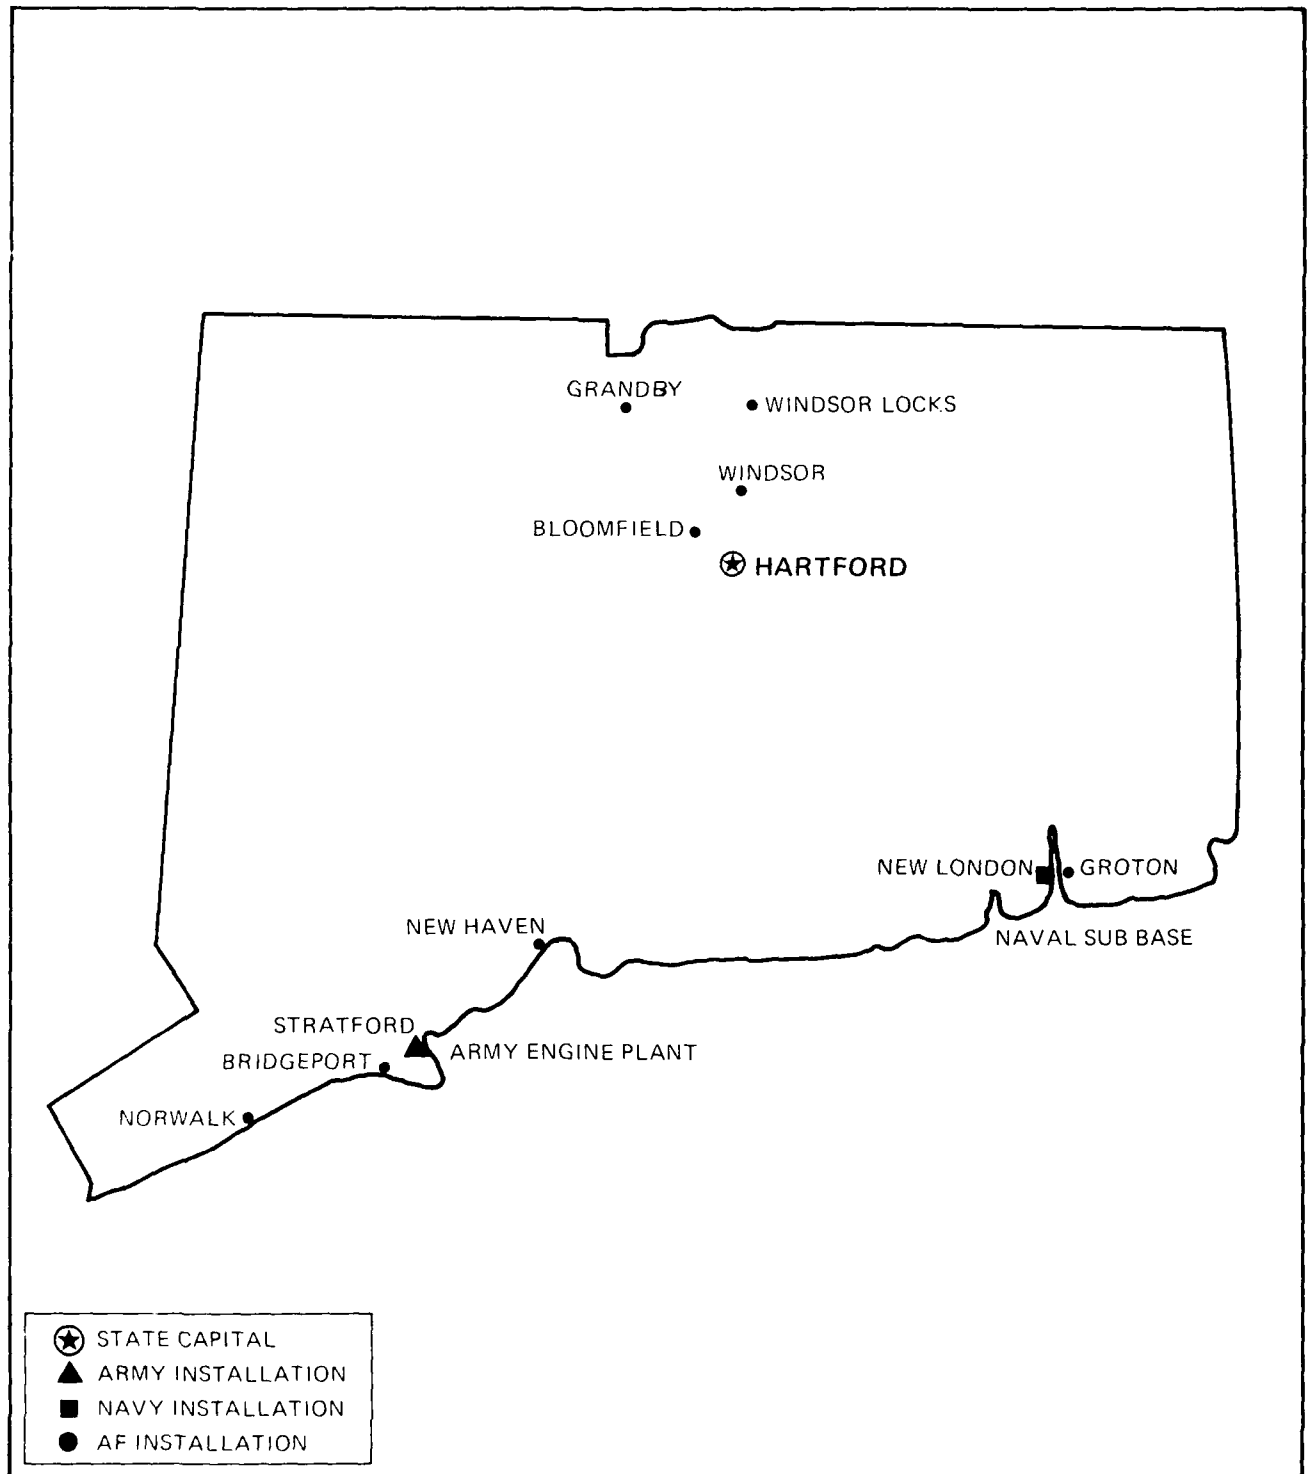 GRANDBY
WINDSOR LOCKS
WINDSOR
BLOOMFIELD
HARTFORD
NEW LONDON
GROTON
NEW HAVEN
NAVAL SUB BASE
STRATFORD
ARMY ENGINE PLANT
BRIDGEPORT
NORWALK
STATE CAPITAL
ARMY INSTALLATION
NAVY INSTALLATION
AF INSTALLATION